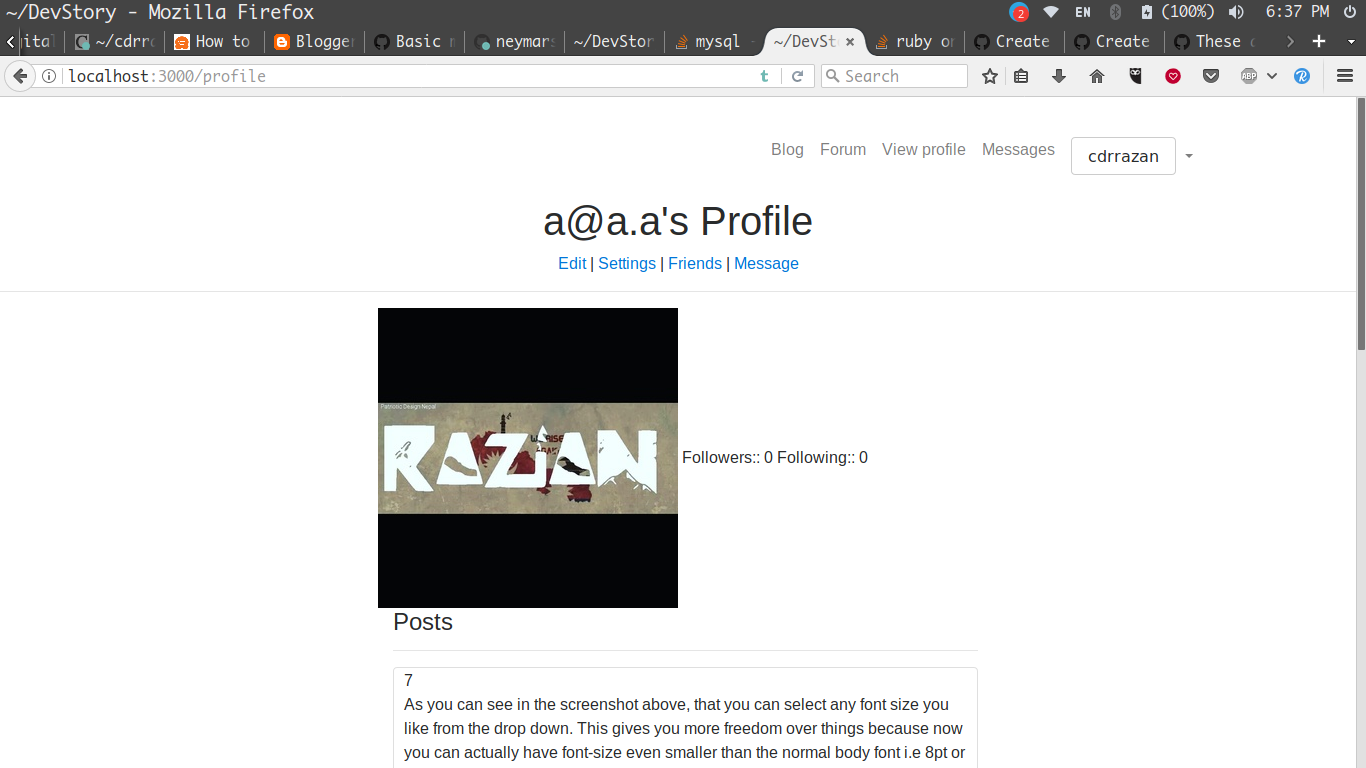 ~/DevStory - Mozilla Firefox
2 EN (100%) 6:37 PM
ital ~/cdrr How to Blogge Basic neymar ~/DevStor mysql ~/DevSt × ruby o Create Create These
localhost:3000/profile t Search ABP
Blog Forum View profile Messages cdrrazan
a@a.a's Profile
Edit | Settings | Friends | Message
Patriotic Design Nepal
RAZJAN
Followers:: 0 Following:: 0
Posts
7
As you can see in the screenshot above, that you can select any font size you
like from the drop down. This gives you more freedom over things because now
you can actually have font-size even smaller than the normal body font i.e 8pt or